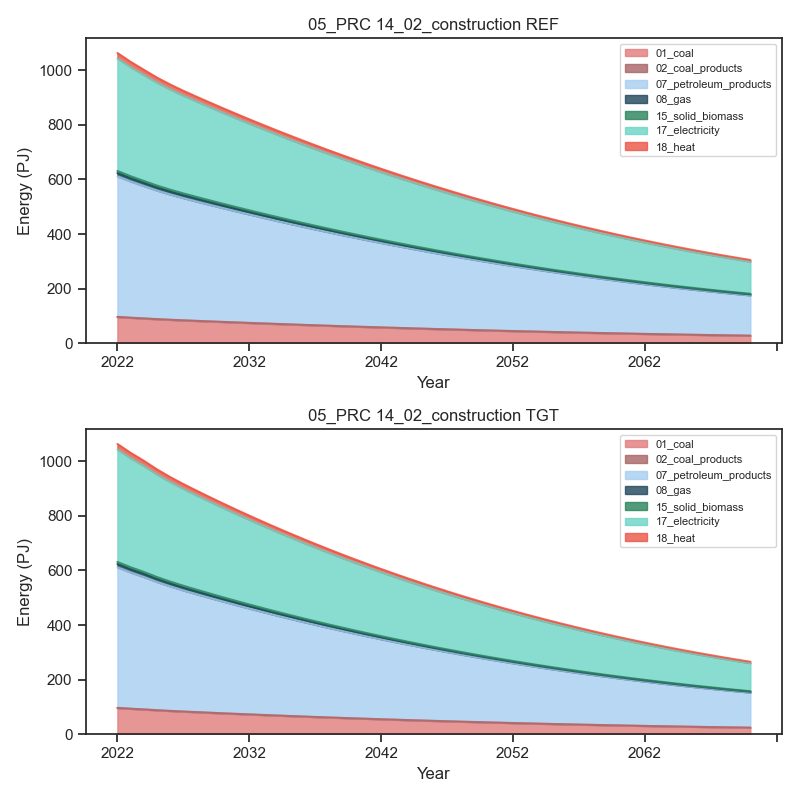 05_PRC 14_02_construction REF
Energy (PJ)
1000
800
600
400
200
0
01_coal
02_coal_products
07_petroleum_products
08_gas
15_solid_biomass
17_electricity
18_heat
2022 2032 2042 2052 2062
Year
05_PRC 14_02_construction TGT
Energy (PJ)
1000
800
600
400
200
0
01_coal
02_coal_products
07_petroleum_products
08_gas
15_solid_biomass
17_electricity
18_heat
2022 2032 2042 2052 2062
Year